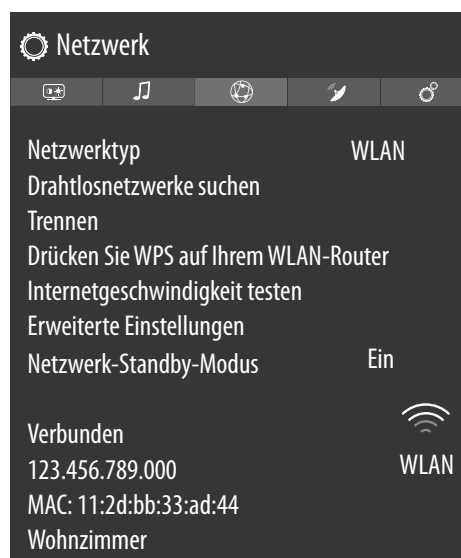 Netzwerk
Netzwerktyp WLAN
Drahtlosnetzwerke suchen
Trennen
Drücken Sie WPS auf Ihrem WLAN-Router
Internetgeschwindigkeit testen
Erweiterte Einstellungen
Netzwerk-Standby-Modus Ein
Verbunden
123.456.789.000 WLAN
MAC: 11:2d:bb:33:ad:44
Wohnzimmer